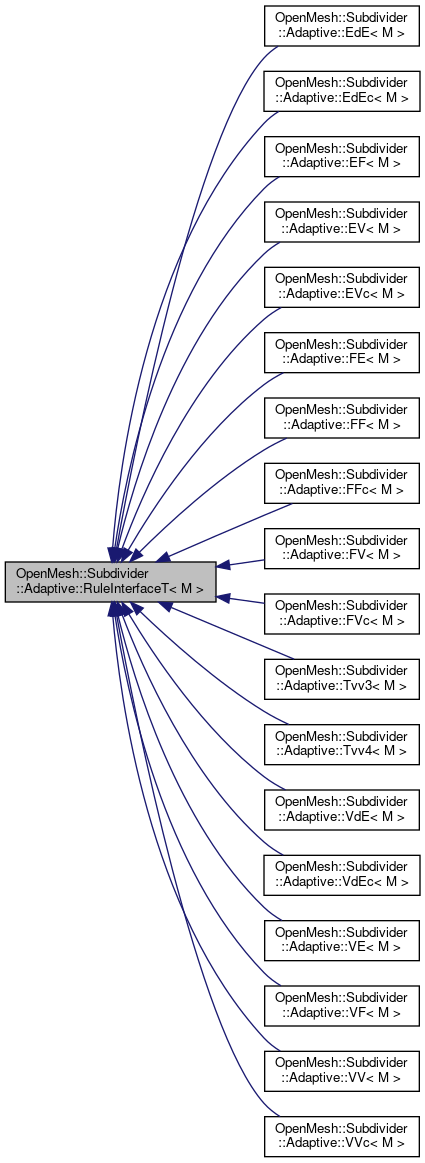 OpenMesh::Subdivider
::Adaptive::EdE< M >
OpenMesh::Subdivider
::Adaptive::EdEc< M >
OpenMesh::Subdivider
::Adaptive::EF< M >
OpenMesh::Subdivider
::Adaptive::EV< M >
OpenMesh::Subdivider
::Adaptive::EVc< M >
OpenMesh::Subdivider
::Adaptive::FE< M >
OpenMesh::Subdivider
::Adaptive::FF< M >
OpenMesh::Subdivider
::Adaptive::FFc< M >
OpenMesh::Subdivider
::Adaptive::FV< M >
OpenMesh::Subdivider
::Adaptive::RuleInterfaceT< M >
OpenMesh::Subdivider
::Adaptive::FVc< M >
OpenMesh::Subdivider
::Adaptive::Tvv3< M >
OpenMesh::Subdivider
::Adaptive::Tvv4< M >
OpenMesh::Subdivider
::Adaptive::VdE< M >
OpenMesh::Subdivider
::Adaptive::VdEc< M >
OpenMesh::Subdivider
::Adaptive::VE< M >
OpenMesh::Subdivider
::Adaptive::VF< M >
OpenMesh::Subdivider
::Adaptive::VV< M >
OpenMesh::Subdivider
::Adaptive::VVc< M >